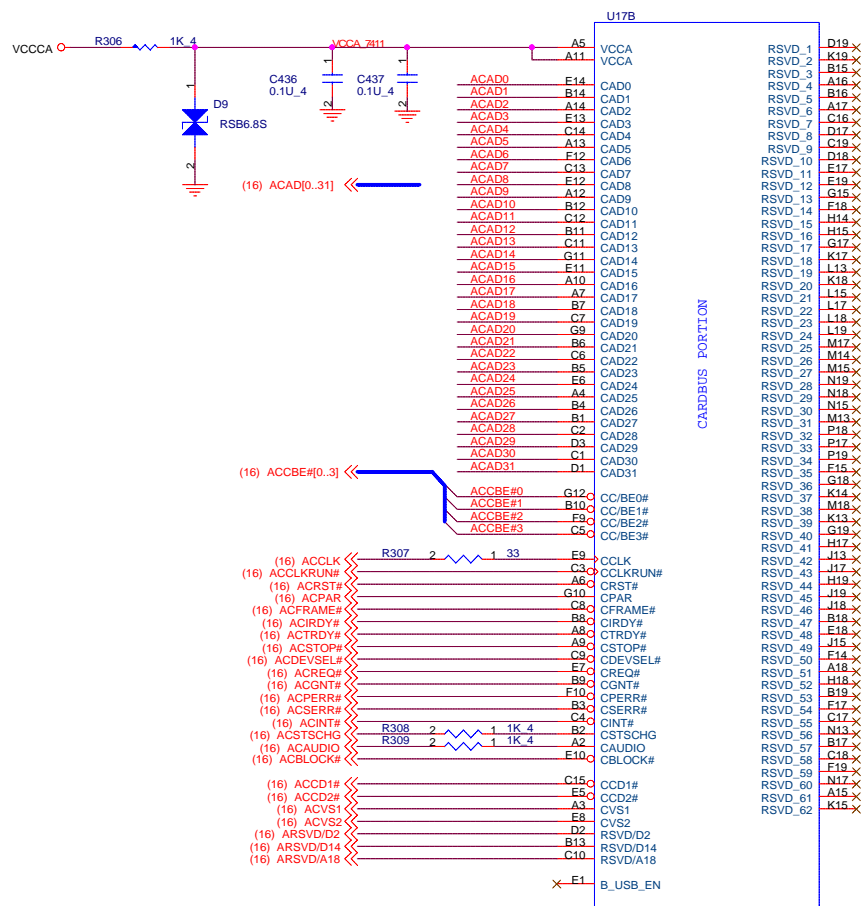 U17B
VCCCA R306 1K_4 VCCA_7411 A5 VCCA
A11 VCCA
1 1 1
C436 C437
0.1U_4 0.1U_4
2 2
D9
RSB6.8S
2
(16) ACAD[0..31]
ACAD0 E14 CAD0
ACAD1 B14 CAD1
ACAD2 A14 CAD2
ACAD3 E13 CAD3
ACAD4 C14 CAD4
ACAD5 A13 CAD5
ACAD6 F12 CAD6
ACAD7 C13 CAD7
ACAD8 E12 CAD8
ACAD9 A12 CAD9
ACAD10 B12 CAD10
ACAD11 C12 CAD11
ACAD12 B11 CAD12
ACAD13 C11 CAD13
ACAD14 G11 CAD14
ACAD15 E11 CAD15
ACAD16 A10 CAD16
ACAD17 A7 CAD17
ACAD18 B7 CAD18
ACAD19 C7 CAD19
ACAD20 G9 CAD20
ACAD21 B6 CAD21
ACAD22 C6 CAD22
ACAD23 B5 CAD23
ACAD24 E6 CAD24
ACAD25 A4 CAD25
ACAD26 B4 CAD26
ACAD27 B1 CAD27
ACAD28 C2 CAD28
ACAD29 D3 CAD29
ACAD30 C1 CAD30
ACAD31 D1 CAD31
(16) ACCBE#[0..3]
ACCBE#0 G12 CC/BE0#
ACCBE#1 B10 CC/BE1#
ACCBE#2 F9 CC/BE2#
ACCBE#3 C5 CC/BE3#
(16) ACCLK R307 2 1 33 E9 CCLK
(16) ACCLKRUN# C3 CCLKRUN#
(16) ACRST# A6 CRST#
(16) ACPAR G10 CPAR
(16) ACFRAME# C8 CFRAME#
(16) ACIRDY# B8 CIRDY#
(16) ACTRDY# A8 CTRDY#
(16) ACSTOP# A9 CSTOP#
(16) ACDEVSEL# C9 CDEVSEL#
(16) ACREQ# E7 CREQ#
(16) ACGNT# B9 CGNT#
(16) ACPERR# F10 CPERR#
(16) ACSERR# B3 CSERR#
(16) ACINT# C4 CINT#
(16) ACSTSCHG R308 2 1 1K_4 B2 CSTSCHG
(16) ACAUDIO R309 2 1 1K_4 A2 CAUDIO
(16) ACBLOCK# E10 CBLOCK#
(16) ACCD1# C15 CCD1#
(16) ACCD2# E5 CCD2#
(16) ACVS1 A3 CVS1
(16) ACVS2 E8 CVS2
(16) ARSVD/D2 D2 RSVD/D2
(16) ARSVD/D14 B13 RSVD/D14
(16) ARSVD/A18 C10 RSVD/A18
E1 B_USB_EN
CARDBUS PORTION
RSVD_1 D19
RSVD_2 K19
RSVD_3 B15
RSVD_4 A16
RSVD_5 B16
RSVD_6 A17
RSVD_7 C16
RSVD_8 D17
RSVD_9 C19
RSVD_10 D18
RSVD_11 E17
RSVD_12 E19
RSVD_13 G15
RSVD_14 F18
RSVD_15 H14
RSVD_16 H15
RSVD_17 G17
RSVD_18 K17
RSVD_19 L13
RSVD_20 K18
RSVD_21 L15
RSVD_22 L17
RSVD_23 L18
RSVD_24 L19
RSVD_25 M17
RSVD_26 M14
RSVD_27 M15
RSVD_28 N19
RSVD_29 N18
RSVD_30 N15
RSVD_31 M13
RSVD_32 P18
RSVD_33 P17
RSVD_34 P19
RSVD_35 F15
RSVD_36 G18
RSVD_37 K14
RSVD_38 M18
RSVD_39 K13
RSVD_40 G19
RSVD_41 H17
RSVD_42 J13
RSVD_43 J17
RSVD_44 H19
RSVD_45 J19
RSVD_46 J18
RSVD_47 B18
RSVD_48 E18
RSVD_49 J15
RSVD_50 F14
RSVD_51 A18
RSVD_52 H18
RSVD_53 B19
RSVD_54 F17
RSVD_55 C17
RSVD_56 N13
RSVD_57 B17
RSVD_58 C18
RSVD_59 F19
RSVD_60 N17
RSVD_61 A15
RSVD_62 K15